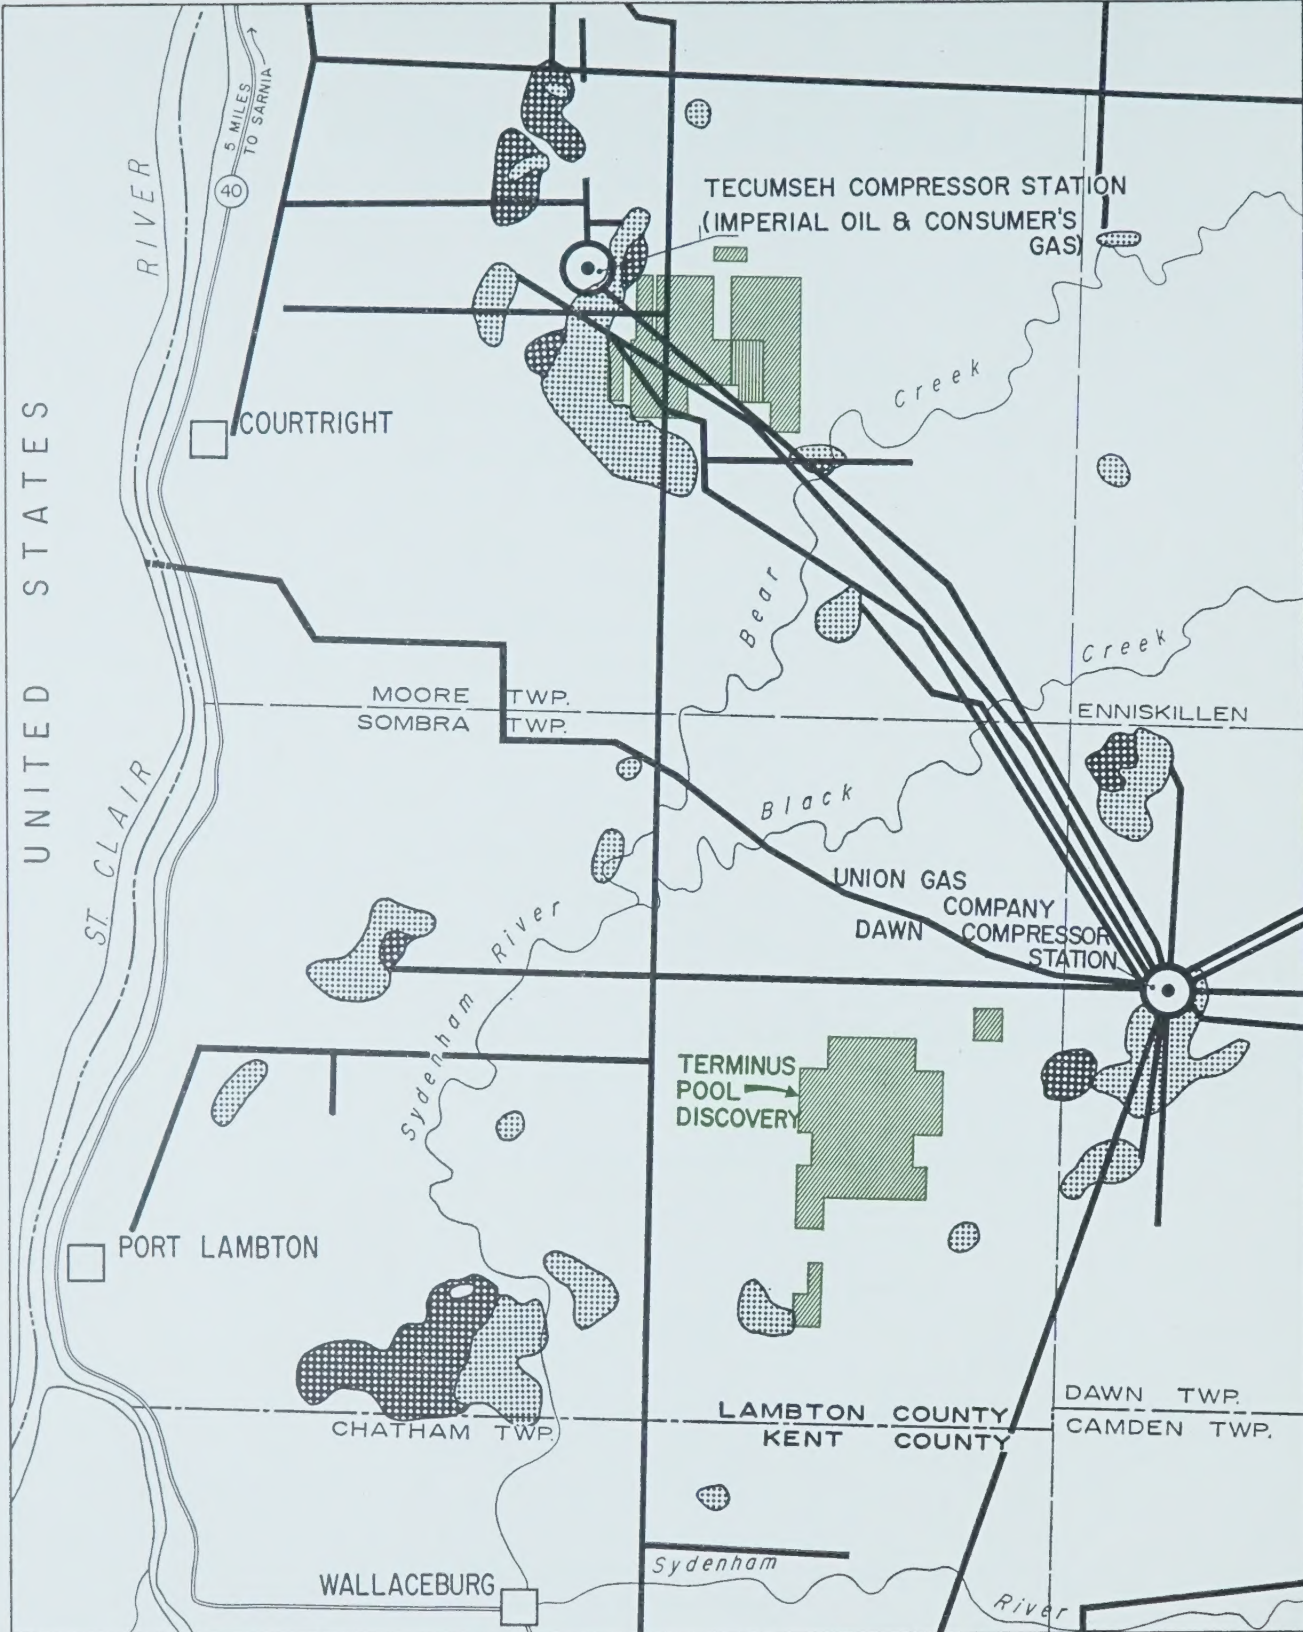 5 MILES
TO SARNIA
40
RIVER
TECUMSEH COMPRESSOR STATION
(IMPERIAL OIL & CONSUMER'S
GAS)
Creek
UNITED STATES
COURTRIGHT
Bear
Creek
MOORE TWP.
SOMBRA TWP.
ENNISKILLEN
ST. CLAIR
Black
UNION GAS
COMPANY
DAWN COMPRESSOR
STATION
River
Sydenham
TERMINUS
POOL
DISCOVERY
PORT LAMBTON
LAMBTON COUNTY
KENT COUNTY
DAWN TWP.
CAMDEN TWP.
CHATHAM TWP.
Sydenham
WALLACEBURG
River